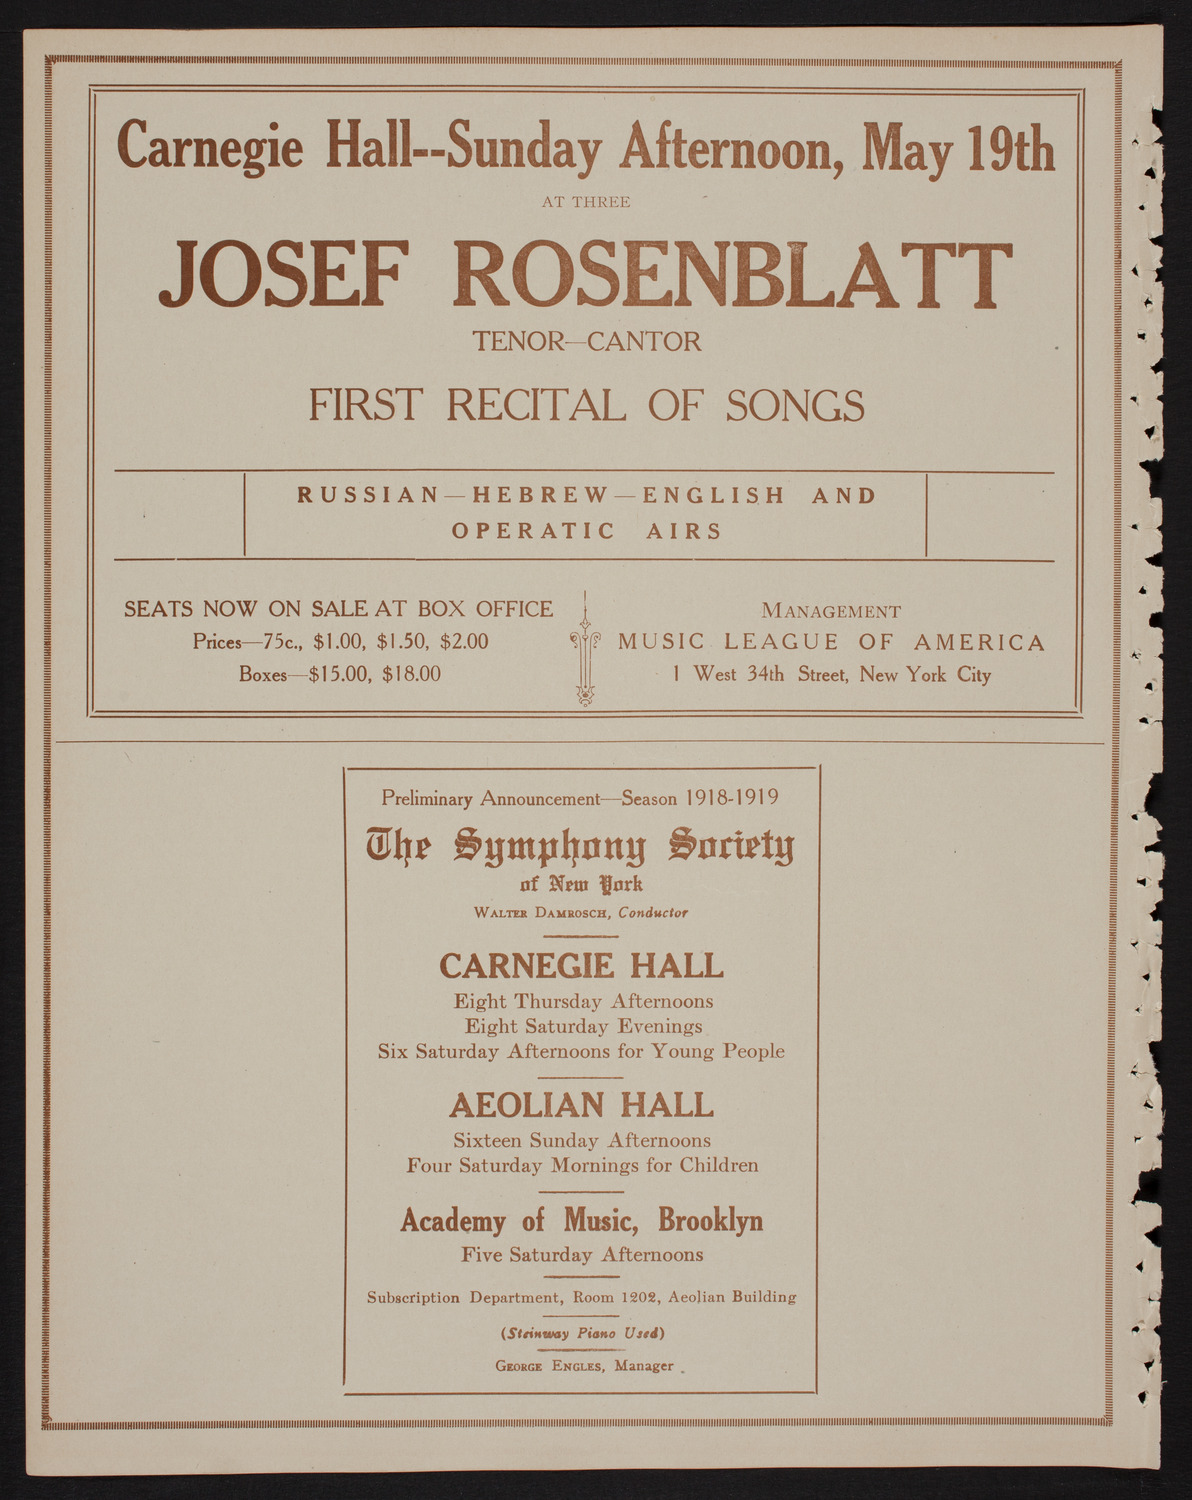 Carnegie Hall--Sunday Afternoon, May 19th
AT THREE
JOSEF ROSENBLATT
TENOR—CANTOR
FIRST RECITAL OF SONGS
RUSSIAN—HEBREW—ENGLISH AND
OPERATIC AIRS
SEATS NOW ON SALE AT BOX OFFICE
Prices—75c., $1.00, $1.50, $2.00
Boxes—$15.00, $18.00
MANAGEMENT
MUSIC LEAGUE OF AMERICA
1 West 34th Street, New York City
Preliminary Announcement—Season 1918-1919
The Symphony Society
of New York
WALTER DAMROSCH, Conductor
CARNEGIE HALL
Eight Thursday Afternoons
Eight Saturday Evenings
Six Saturday Afternoons for Young People
AEOLIAN HALL
Sixteen Sunday Afternoons
Four Saturday Mornings for Children
Academy of Music, Brooklyn
Five Saturday Afternoons
Subscription Department, Room 1202, Aeolian Building
(Steinway Piano Used)
GEORGE ENGLES, Manager